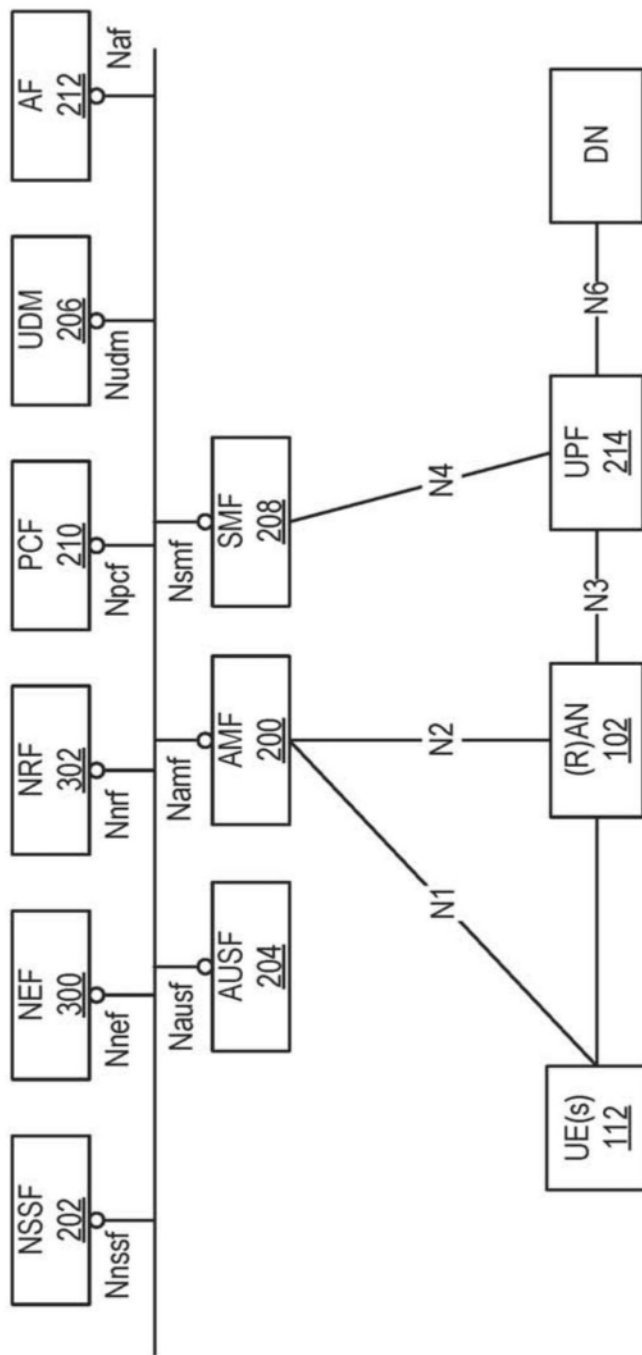 NSSF
202
NEF
300
NRF
302
PCF
210
UDM
206
AF
212
Nnssf
Nnef
Nnrf
Npcf
Nudm
Naf
Nausf
Namf
Nsmf
AUSF
204
AMF
200
SMF
208
N1
N2
N4
UE(s)
112
(R)AN
102
N3
UPF
214
N6
DN